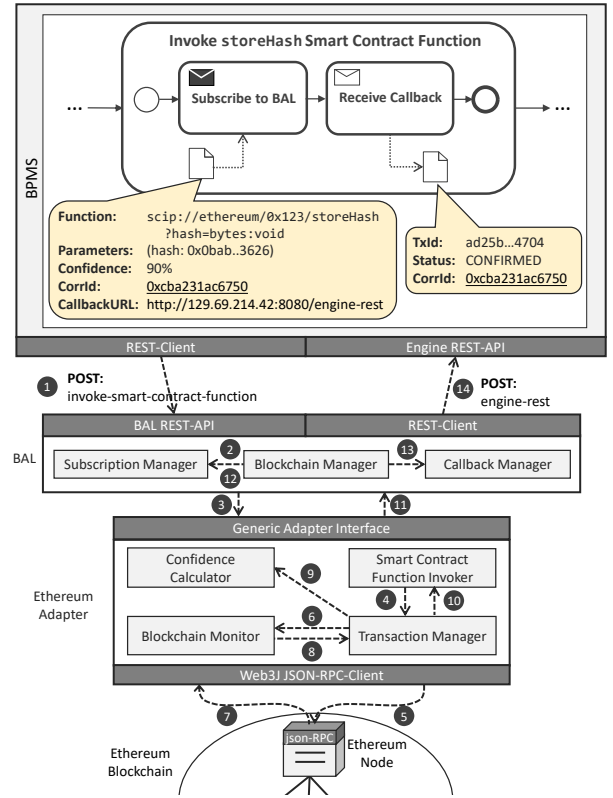 Invoke storeHash Smart Contract Function
...
Subscribe to BAL
Receive Callback
...
BPMS
Function: scip://ethereum/0x123/storeHash
?hash=bytes:void
Parameters: (hash: 0x0bab..3626)
Confidence: 90%
CorrId: 0xcba231ac6750
CallbackURL: http://129.69.214.42:8080/engine-rest
TxId: ad25b...4704
Status: CONFIRMED
CorrId: 0xcba231ac6750
REST-Client
Engine REST-API
1 POST:
invoke-smart-contract-function
14 POST:
engine-rest
BAL REST-API
REST-Client
BAL
Subscription Manager
2
12
Blockchain Manager
13
Callback Manager
3
11
Generic Adapter Interface
Ethereum
Adapter
Confidence
Calculator
9
Smart Contract
Function Invoker
4
10
Blockchain Monitor
6
8
Transaction Manager
Web3J JSON-RPC-Client
7
5
json-RPC
Ethereum
Node
Ethereum
Blockchain